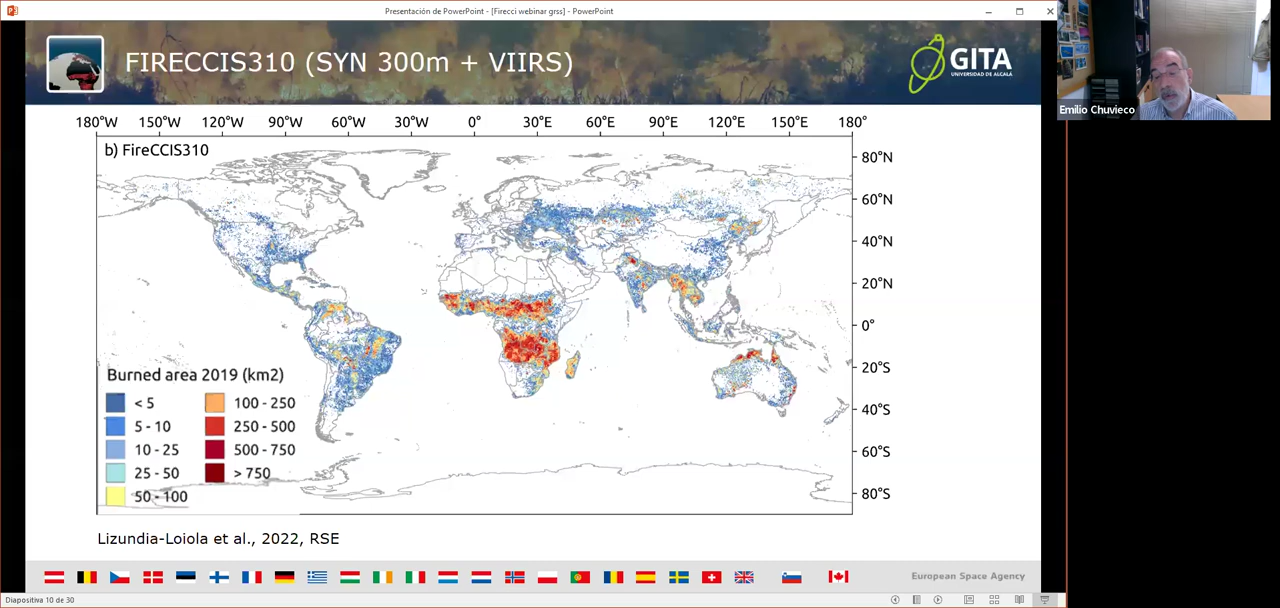 Presentación de PowerPoint - [Firecci webinar grss] - PowerPoint
FIRECCIS310 (SYN 300m + VIIRS)
GITA
UNIVERSIDAD DE ALCALÁ
Emilio Chuvieco
180°W 150°W 120°W 90°W 60°W 30°W 0° 30°E 60°E 90°E 120°E 150°E 180°
b) FireCCIS310
80°N
60°N
40°N
20°N
0°
20°S
40°S
60°S
80°S
Burned area 2019 (km2)
< 5 100 - 250
5 - 10 250 - 500
10 - 25 500 - 750
25 - 50 > 750
50 - 100
Lizundia-Loiola et al., 2022, RSE
European Space Agency
Diapositiva 10 de 30